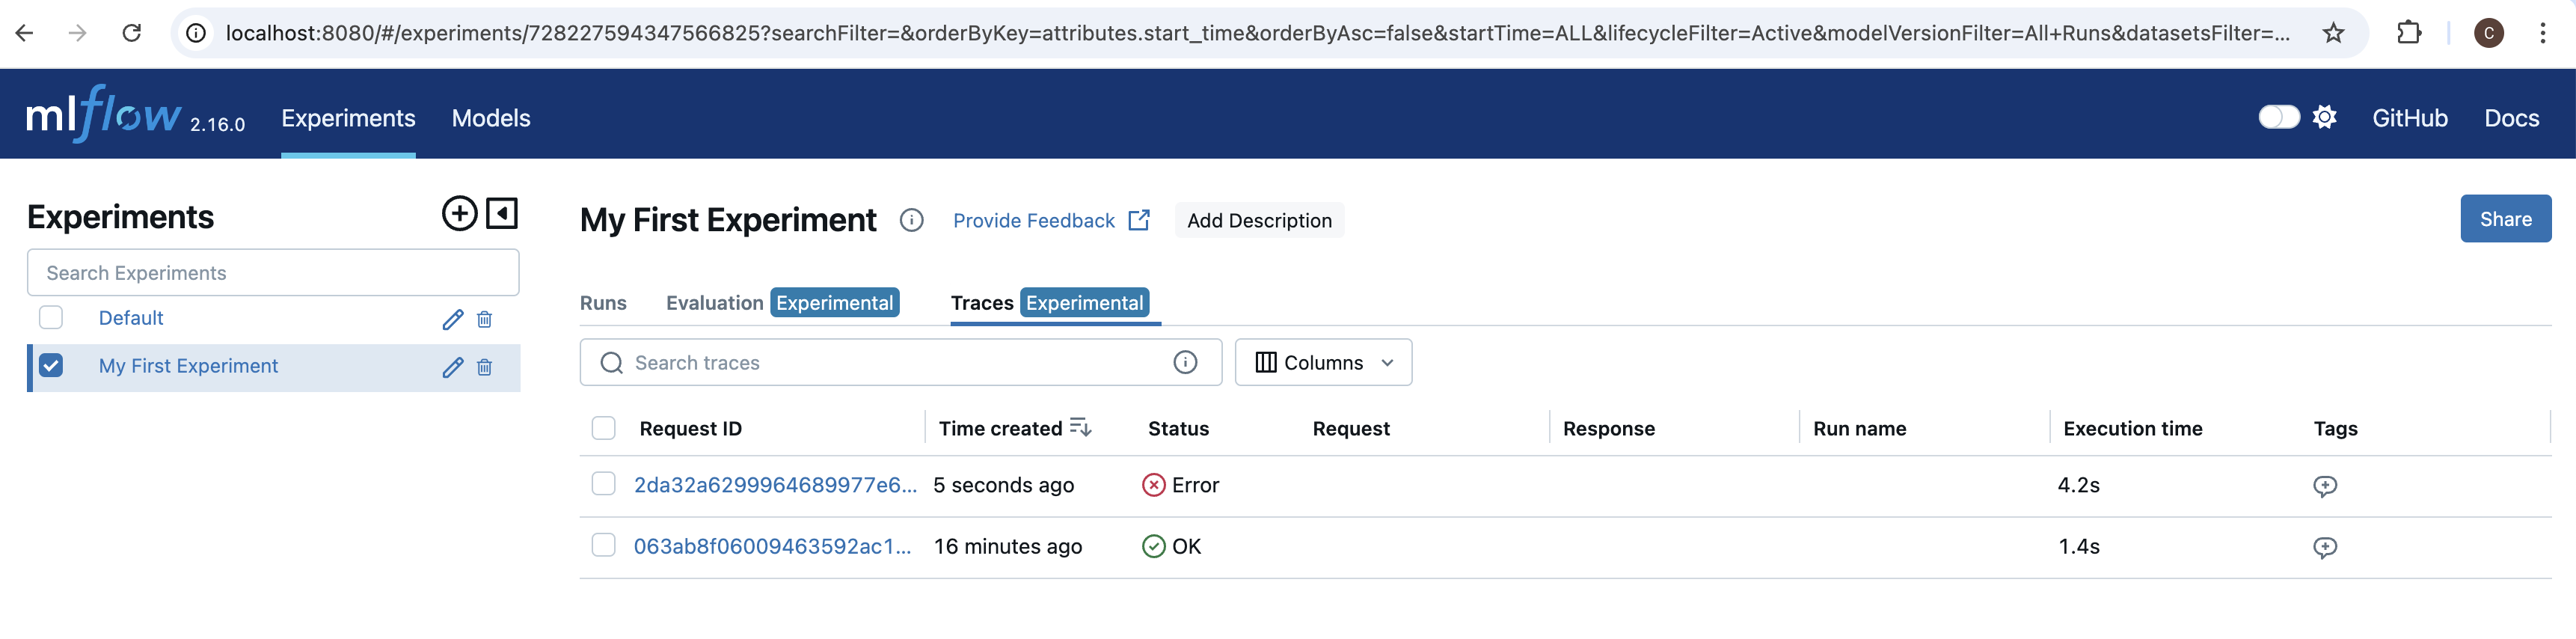 localhost:8080/#/experiments/728227594347566825?searchFilter=&orderByKey=attributes.start_time&orderByAsc=false&startTime=ALL&lifecycleFilter=Active&modelVersionFilter=All+Runs&datasetsFilter=...
C
mlflow 2.16.0 Experiments Models GitHub Docs
Experiments
Search Experiments
Default
My First Experiment
My First Experiment Provide Feedback Add Description Share
Runs Evaluation Experimental Traces Experimental
Search traces Columns
Request ID Time created Status Request Response Run name Execution time Tags
2da32a6299964689977e6... 5 seconds ago Error 4.2s
063ab8f06009463592ac1... 16 minutes ago OK 1.4s